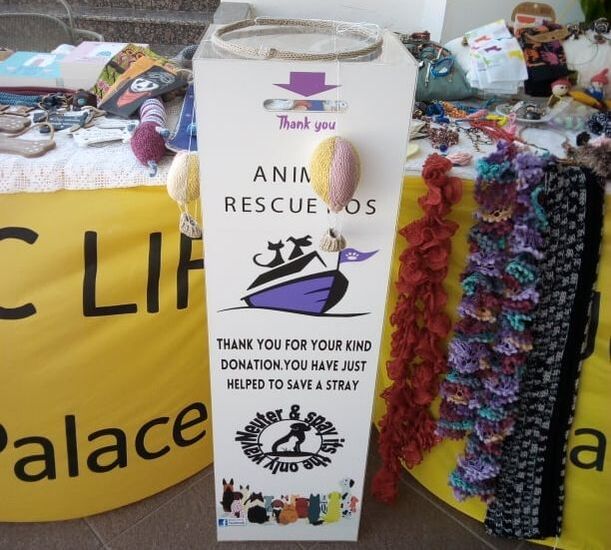 Thank you
ANIM
RESCUE OS
THANK YOU FOR YOUR KIND
DONATION.YOU HAVE JUST
HELPED TO SAVE A STRAY
Neuter & spay is the only way
C LIF
Palace
a